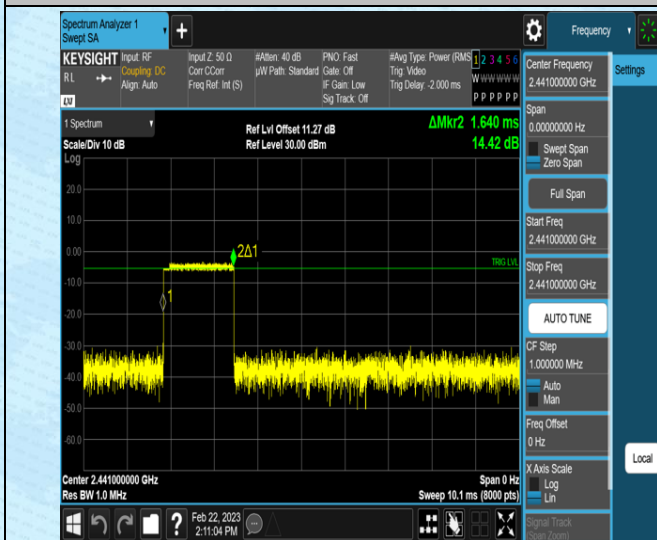 Spectrum Analyzer 1
Swept SA
+
Frequency
KEYSIGHT
RL
Input: RF
Coupling: DC
Align: Auto
Input Z: 50 Ω
Corr CCorr
Freq Ref: Int (S)
#Atten: 40 dB
µW Path: Standard
PNO: Fast
Gate: Off
IF Gain: Low
Sig Track: Off
#Avg Type: Power (RMS
Trig: Video
Trig Delay: -2.000 ms
1 2 3 4 5 6
W W W W W W
P P P P P P
LXI
1 Spectrum
Scale/Div 10 dB
Ref Lvl Offset 11.27 dB
Ref Level 30.00 dBm
ΔMkr2 1.640 ms
14.42 dB
Log
20.0
10.0
0.00
-10.0
-20.0
-30.0
-40.0
-50.0
-60.0
2Δ1
TRIG LVL
1
Center 2.441000000 GHz
Res BW 1.0 MHz
Span 0 Hz
Sweep 10.1 ms (8000 pts)
Feb 22, 2023
2:11:04 PM
?
Center Frequency
2.441000000 GHz
Span
0.00000000 Hz
Swept Span
Zero Span
Full Span
Start Freq
2.441000000 GHz
Stop Freq
2.441000000 GHz
AUTO TUNE
CF Step
1.000000 MHz
Auto
Man
Freq Offset
0 Hz
X Axis Scale
Log
Lin
Signal Track
(Span Zoom)
Settings
Local